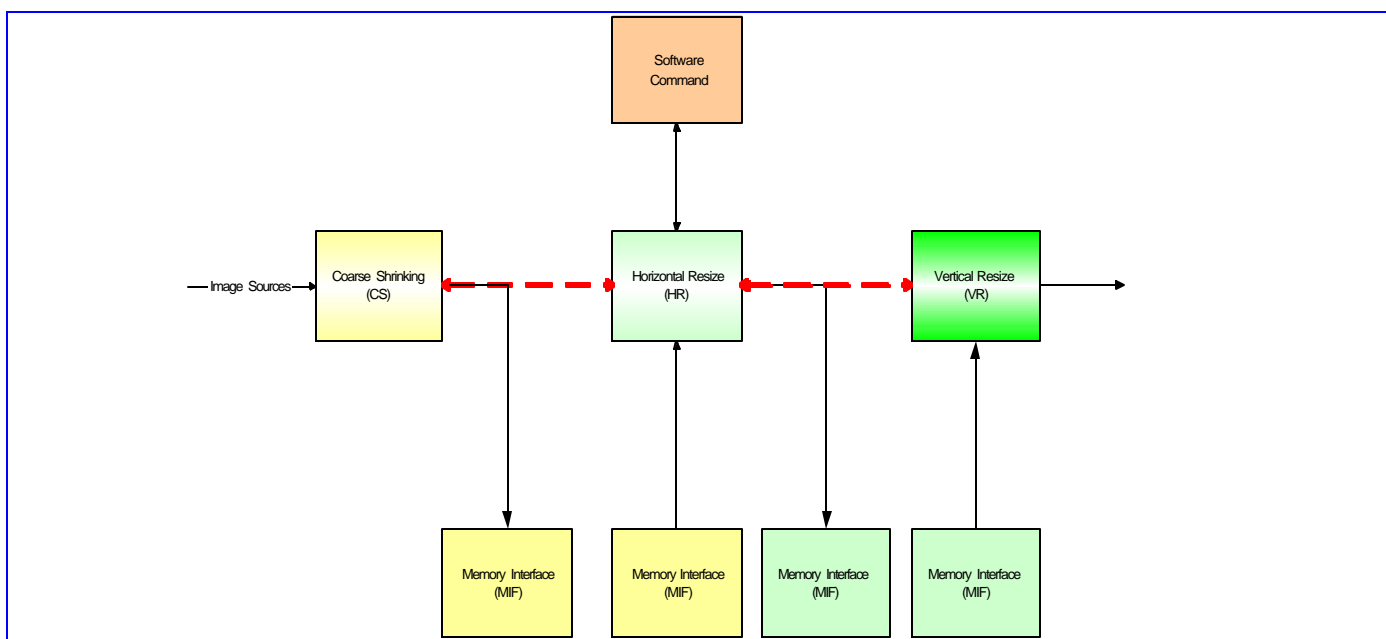 Software
Command
Image Sources
Coarse Shrinking
(CS)
Horizontal Resize
(HR)
Vertical Resize
(VR)
Memory Interface
(MIF)
Memory Interface
(MIF)
Memory Interface
(MIF)
Memory Interface
(MIF)